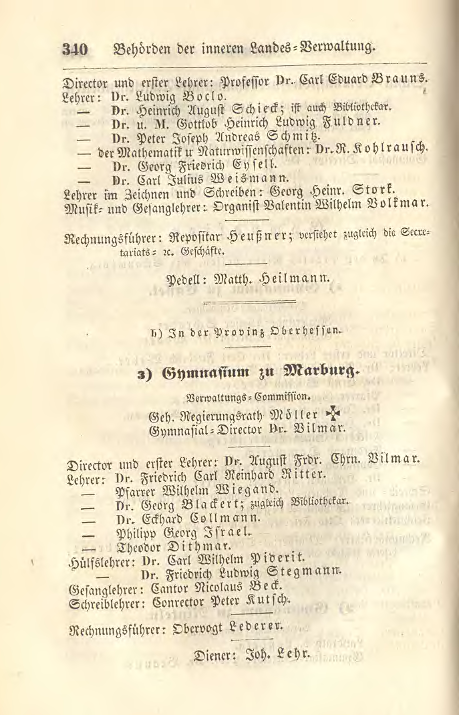 340 Behörden der inneren Landes=Verwaltung.
Director und erster Lehrer: Professor Dr. Carl Eduard Brauns.
Lehrer: Dr. Ludwig Boclo.
— Dr. Heinrich August Schieck; ist auch Bibliothekar.
— Dr. u. M. Gottlob Heinrich Ludwig Fuldner.
— Dr. Peter Joseph Andreas Schmitz.
— der Mathematik u Naturwissenschaften: Dr. R. Kohlrausch.
— Dr. Georg Friedrich Eysell.
— Dr. Carl Julius Weismann.
Lehrer im Zeichnen und Schreiben: Georg Heinr. Stork.
Musik= und Gesanglehrer: Organist Valentin Wilhelm Volkmar.
Rechnungsführer: Repositar Heußner; versiehet zugleich die Secre=
tariats= ꝛc. Geschäfte.
Pedell: Matth. Heilmann.
b) In der Provinz Oberhessen.
3) Gymnasium zu Marburg.
Verwaltungs=Commission.
Geh. Regierungsrath Möller ✠
Gymnasial=Director Dr. Vilmar.
Director und erster Lehrer: Dr. August Frdr. Chrn. Vilmar.
Lehrer: Dr. Friedrich Carl Reinhard Ritter.
— Pfarrer Wilhelm Wiegand.
— Dr. Georg Blackert; zugleich Bibliothekar.
— Dr. Eckhard Collmann.
— Philipp Georg Israel.
— Theodor Dithmar.
Hülfslehrer: Dr. Carl Wilhelm Piderit.
— Dr. Friedrich Ludwig Stegmann.
Gesanglehrer: Cantor Nicolaus Beck.
Schreiblehrer: Conrector Peter Kutsch.
Rechnungsführer: Obervogt Lederer.
Diener: Joh. Lehr.